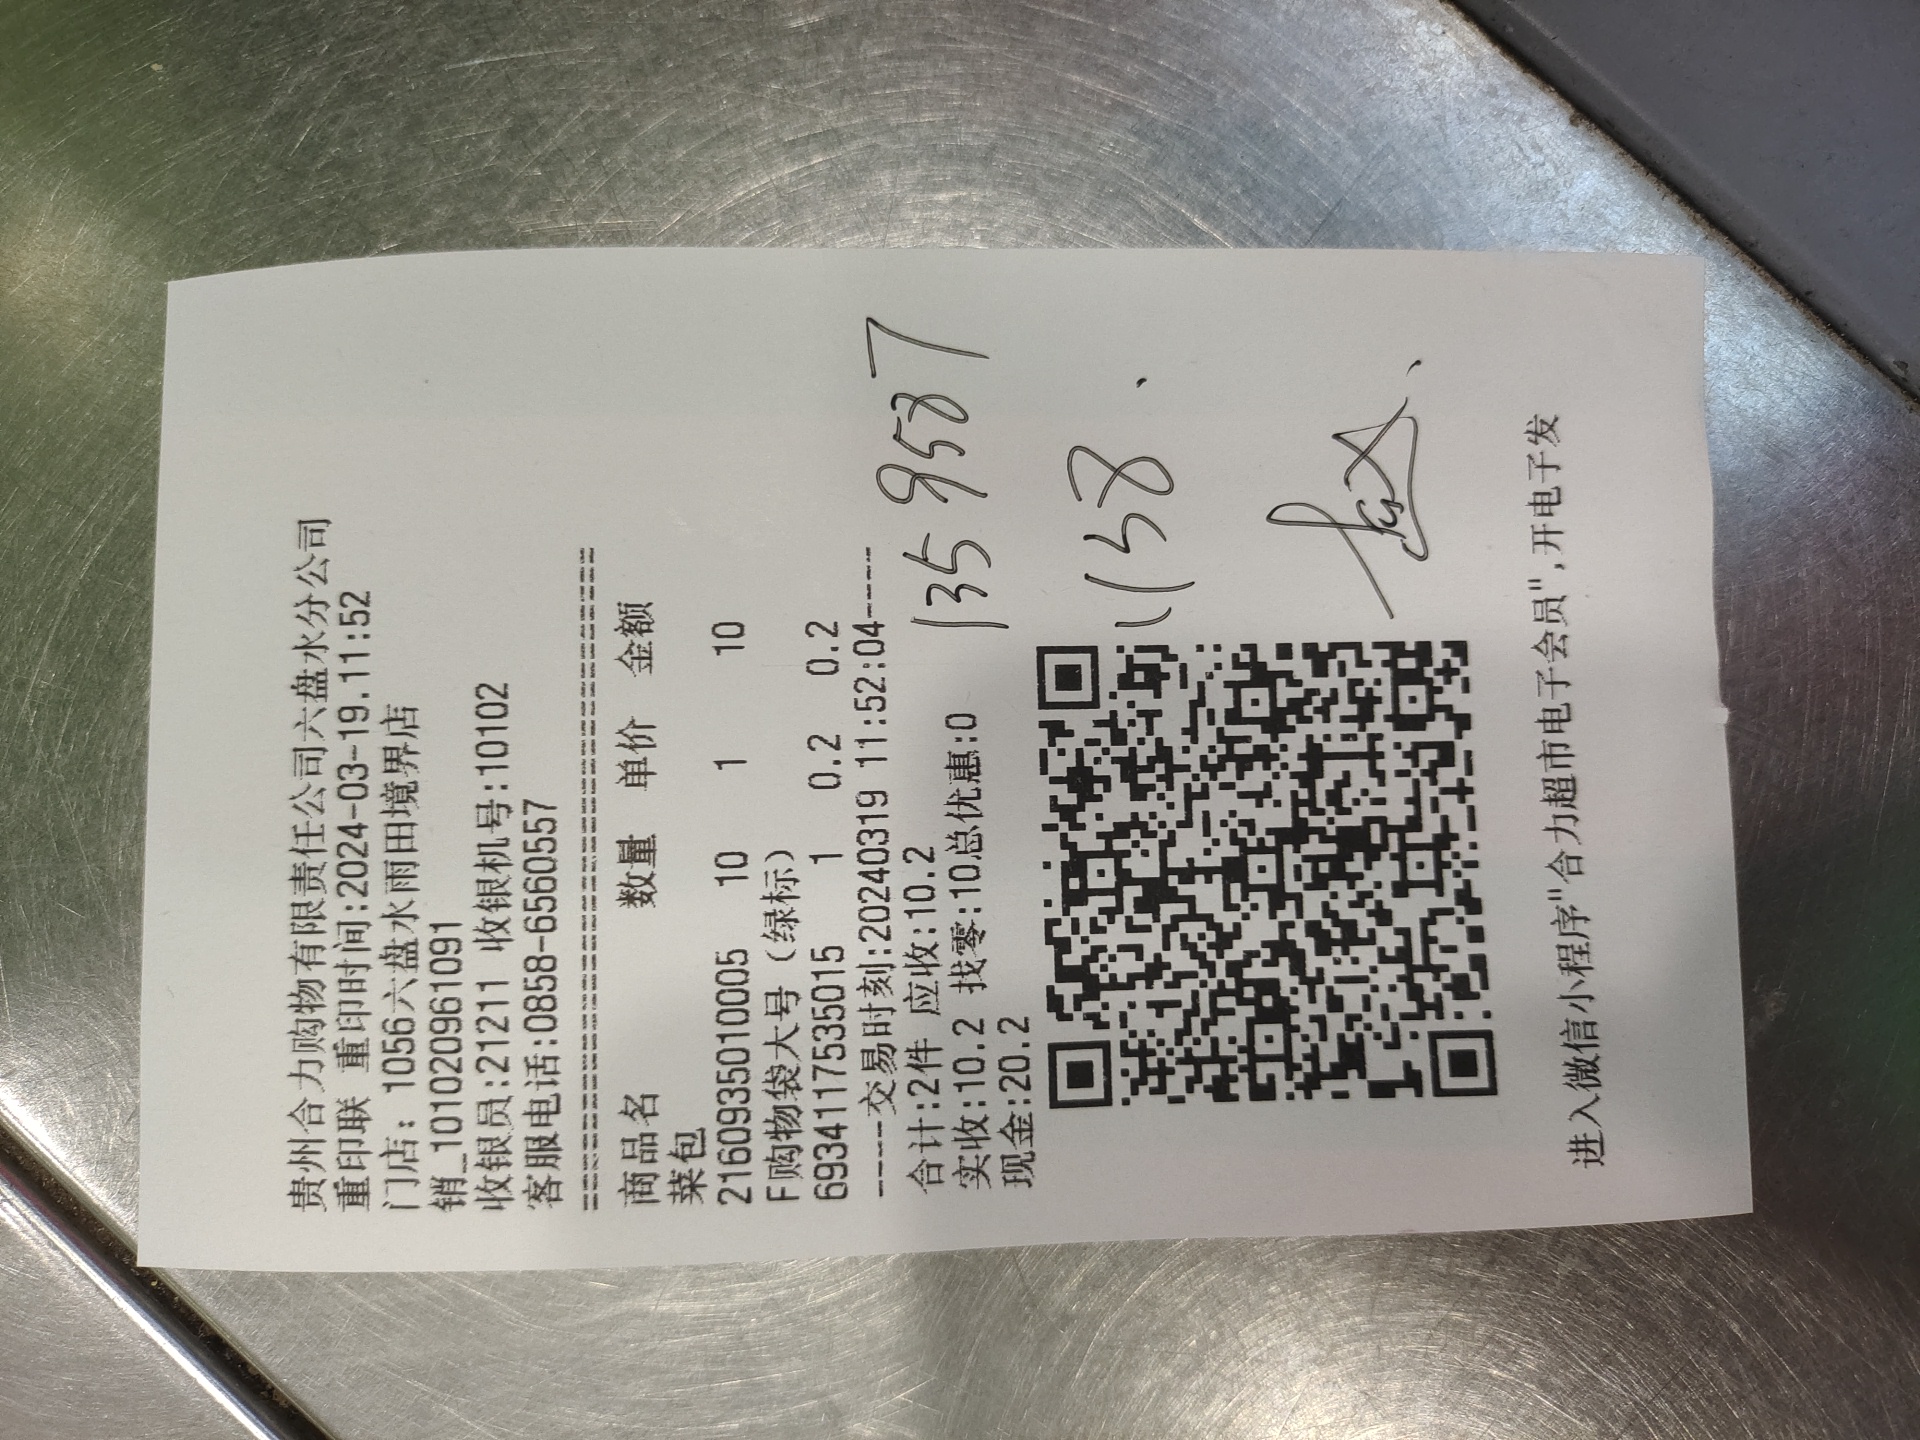 贵州合力购物有限责任公司六盘水分公司
重印联 重印时间:2024-03-19.11:52
门店: 1056六盘水雨田境界店
销_101020961091
收银员:21211 收银机号:10102
客服电话:0858-6560557
==========================================
商品名 数量 单价 金额
菜包
2160935010005 10 1 10
F购物袋大号（绿标）
6934117535015 1 0.2 0.2
-----交易时刻:20240319 11:52:04----
合计:2件 应收:10.2
实收:10.2 找零:10总优惠:0
现金:20.2
135 9587
1158
进入微信小程序"合力超市电子会员",开电子发